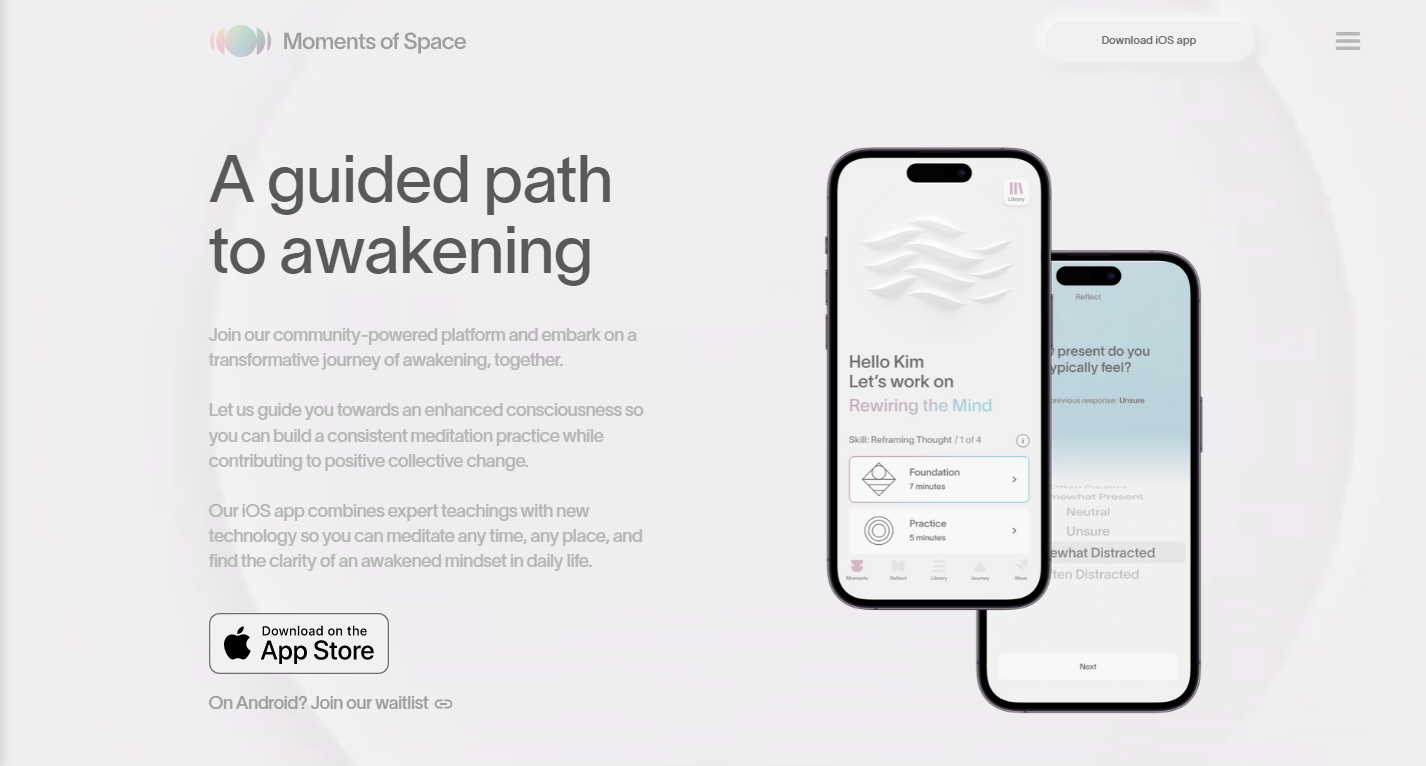 Moments of Space
Download iOS app
A guided path
to awakening
Join our community-powered platform and embark on a
transformative journey of awakening, together.
Let us guide you towards an enhanced consciousness so
you can build a consistent meditation practice while
contributing to positive collective change.
Our iOS app combines expert teachings with new
technology so you can meditate any time, any place, and
find the clarity of an awakened mindset in daily life.
Download on the
App Store
On Android? Join our waitlist
Library
Hello Kim
Let's work on
Rewiring the Mind
Skill: Reframing Thought / 1 of 4
Foundation
7 minutes
Practice
5 minutes
Moments Reflect Library Journey More
Reflect
present do you
ypically feel?
previous response: Unsure
Often Present
mewhat Present
Neutral
Unsure
ewhat Distracted
ften Distracted
Next